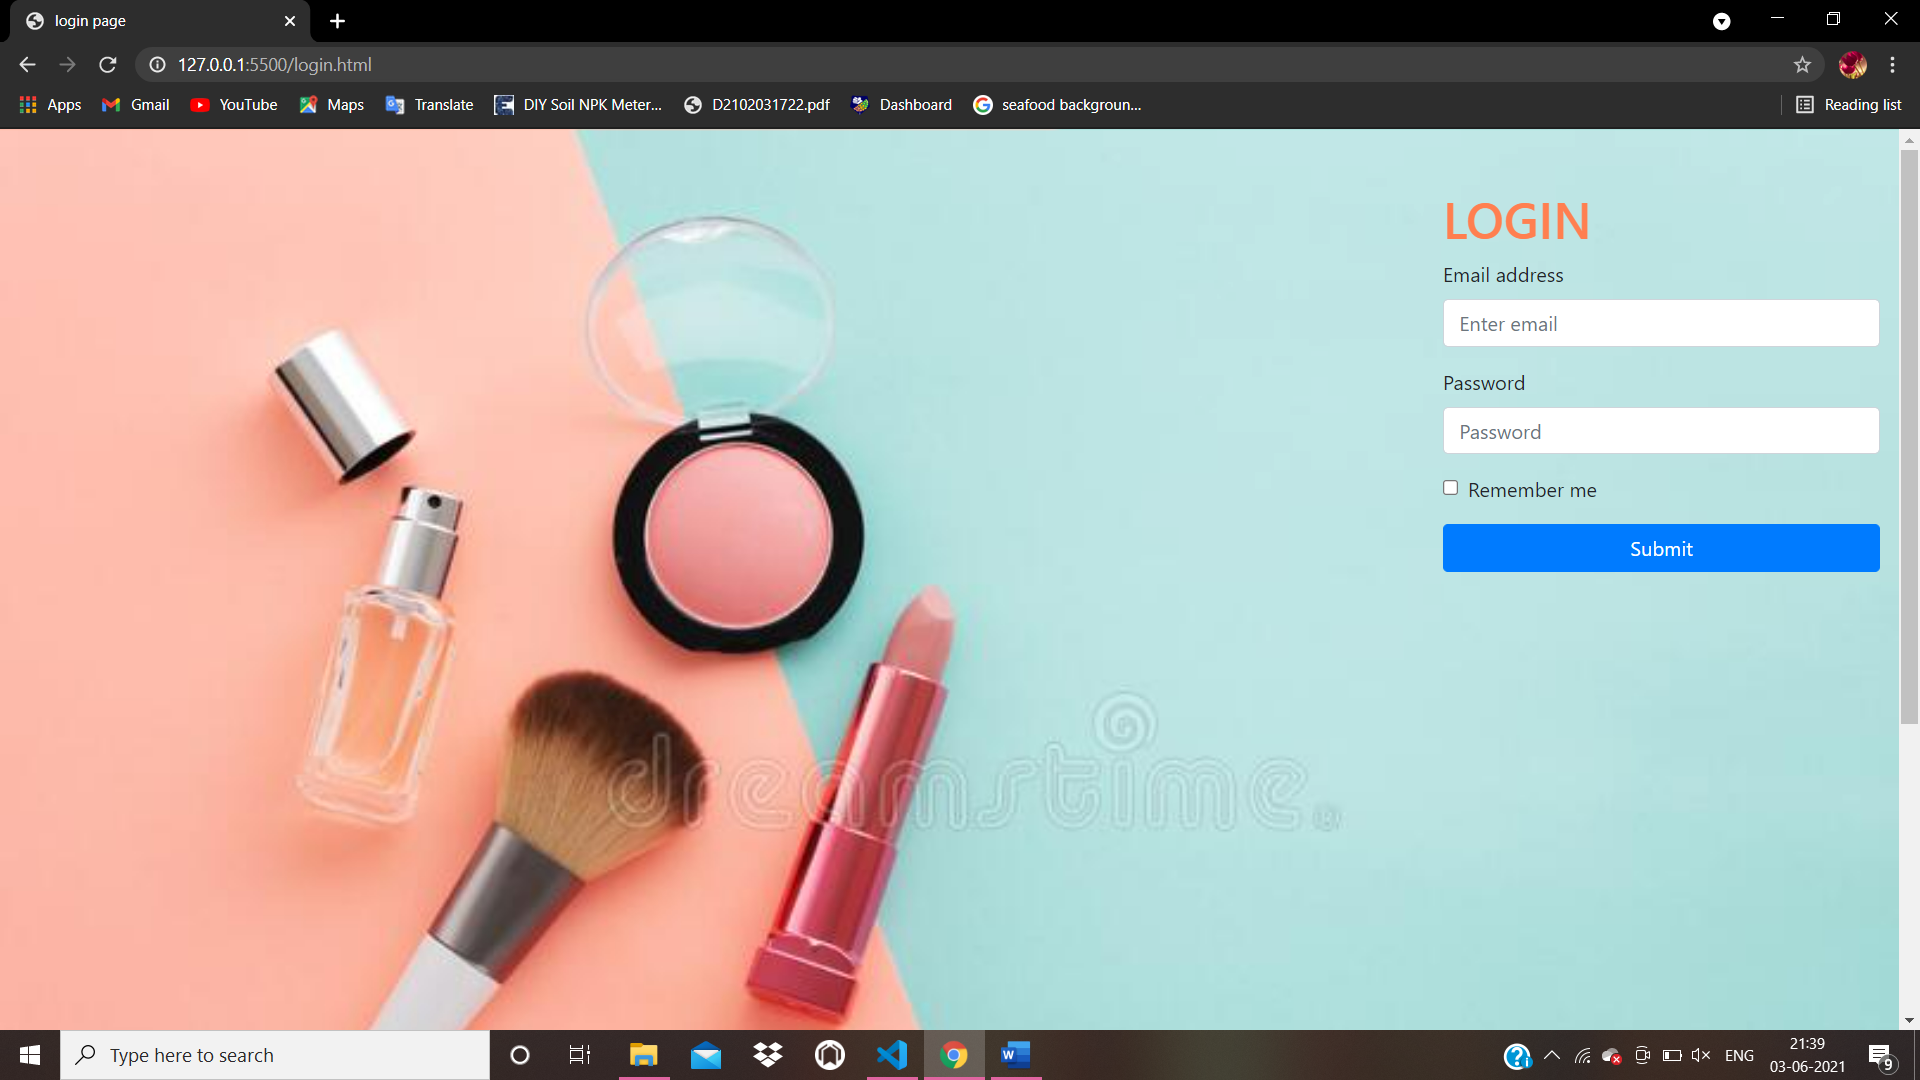 login page
127.0.0.1:5500/login.html
Apps Gmail YouTube Maps Translate DIY Soil NPK Meter... D2102031722.pdf Dashboard seafood backgroun... Reading list
LOGIN
Email address
Enter email
Password
Password
Remember me
Submit
dreamstime®
Type here to search
ENG
21:39
03-06-2021
9